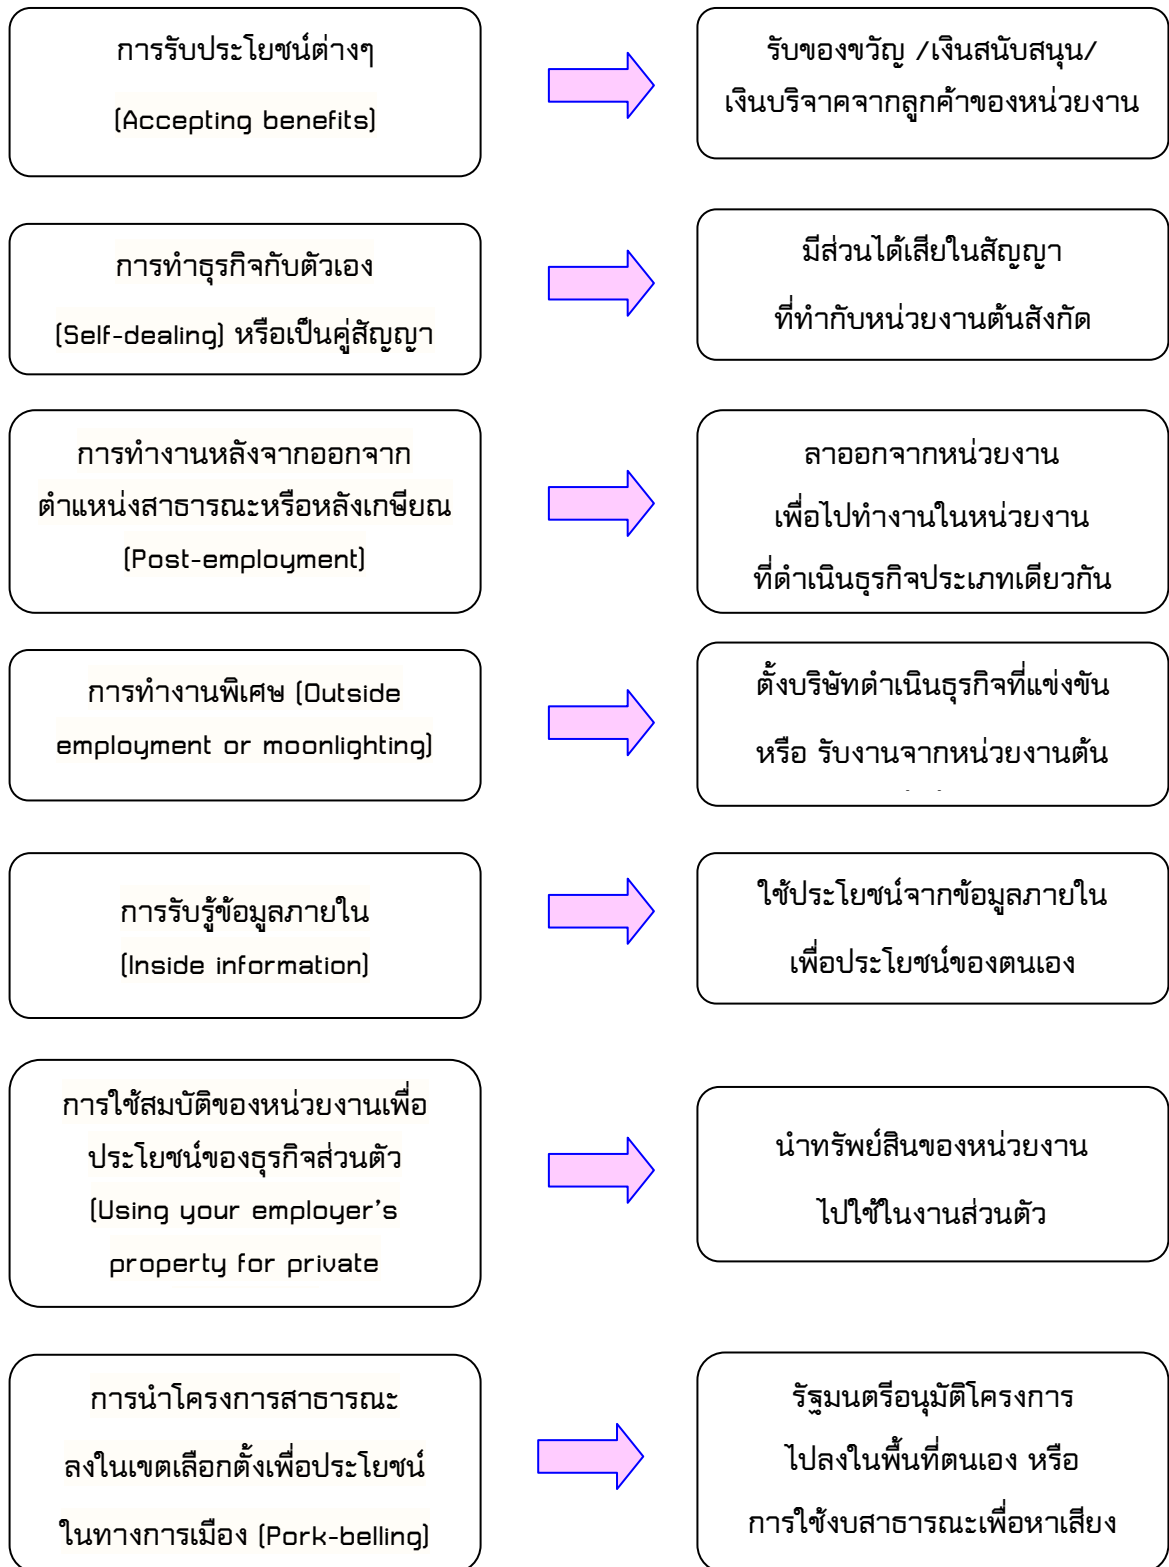 การรับประโยชน์ต่างๆ
(Accepting benefits)
รับของขวัญ /เงินสนับสนุน/
เงินบริจาคจากลูกค้าของหน่วยงาน
การทำธุรกิจกับตัวเอง
(Self-dealing) หรือเป็นคู่สัญญา
มีส่วนได้เสียในสัญญา
ที่ทำกับหน่วยงานต้นสังกัด
การทำงานหลังจากออกจาก
ตำแหน่งสาธารณะหรือหลังเกษียณ
(Post-employment)
ลาออกจากหน่วยงาน
เพื่อไปทำงานในหน่วยงาน
ที่ดำเนินธุรกิจประเภทเดียวกัน
การทำงานพิเศษ (Outside
employment or moonlighting)
ตั้งบริษัทดำเนินธุรกิจที่แข่งขัน
หรือ รับงานจากหน่วยงานต้น
การรับรู้ข้อมูลภายใน
(Inside information)
ใช้ประโยชน์จากข้อมูลภายใน
เพื่อประโยชน์ของตนเอง
การใช้สมบัติของหน่วยงานเพื่อ
ประโยชน์ของธุรกิจส่วนตัว
(Using your employer's
property for private
นำทรัพย์สินของหน่วยงาน
ไปใช้ในงานส่วนตัว
การนำโครงการสาธารณะ
ลงในเขตเลือกตั้งเพื่อประโยชน์
ในทางการเมือง (Pork-belling)
รัฐมนตรีอนุมัติโครงการ
ไปลงในพื้นที่ตนเอง หรือ
การใช้งบสาธารณะเพื่อหาเสียง